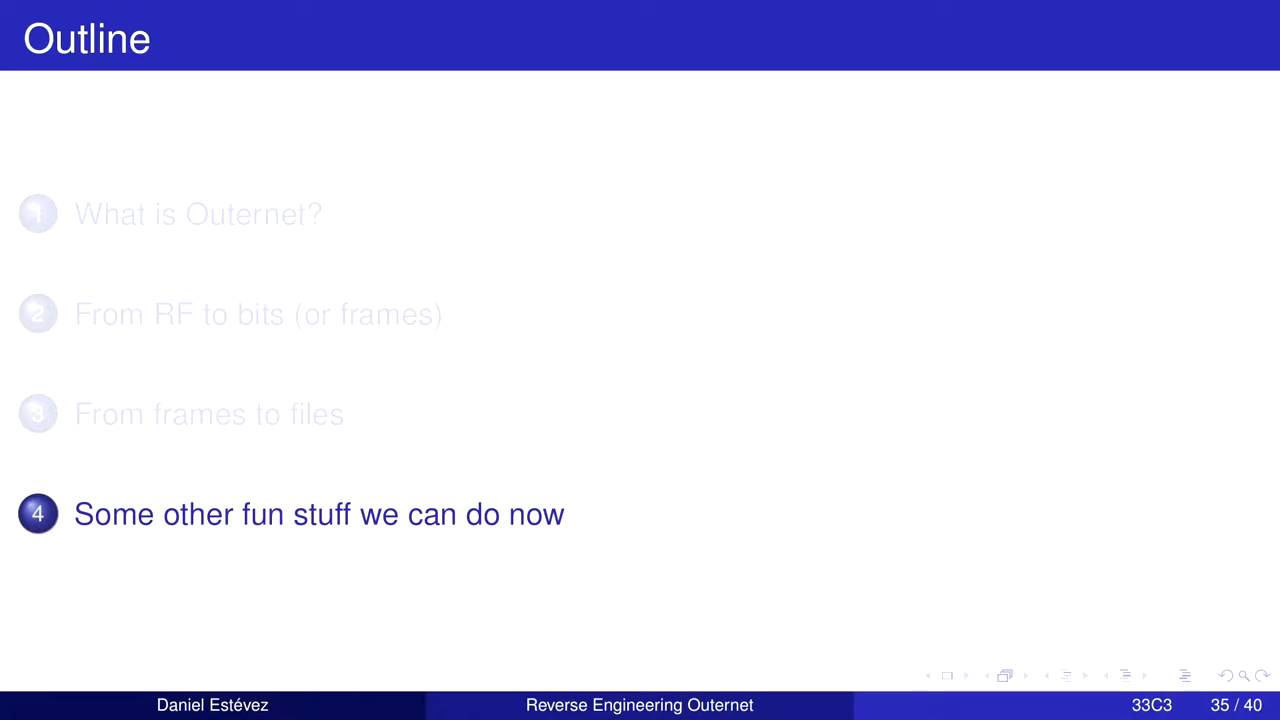 Outline
1 What is Outernet?
2 From RF to bits (or frames)
3 From frames to files
4 Some other fun stuff we can do now
Daniel Estévez Reverse Engineering Outernet 33C3 35 / 40